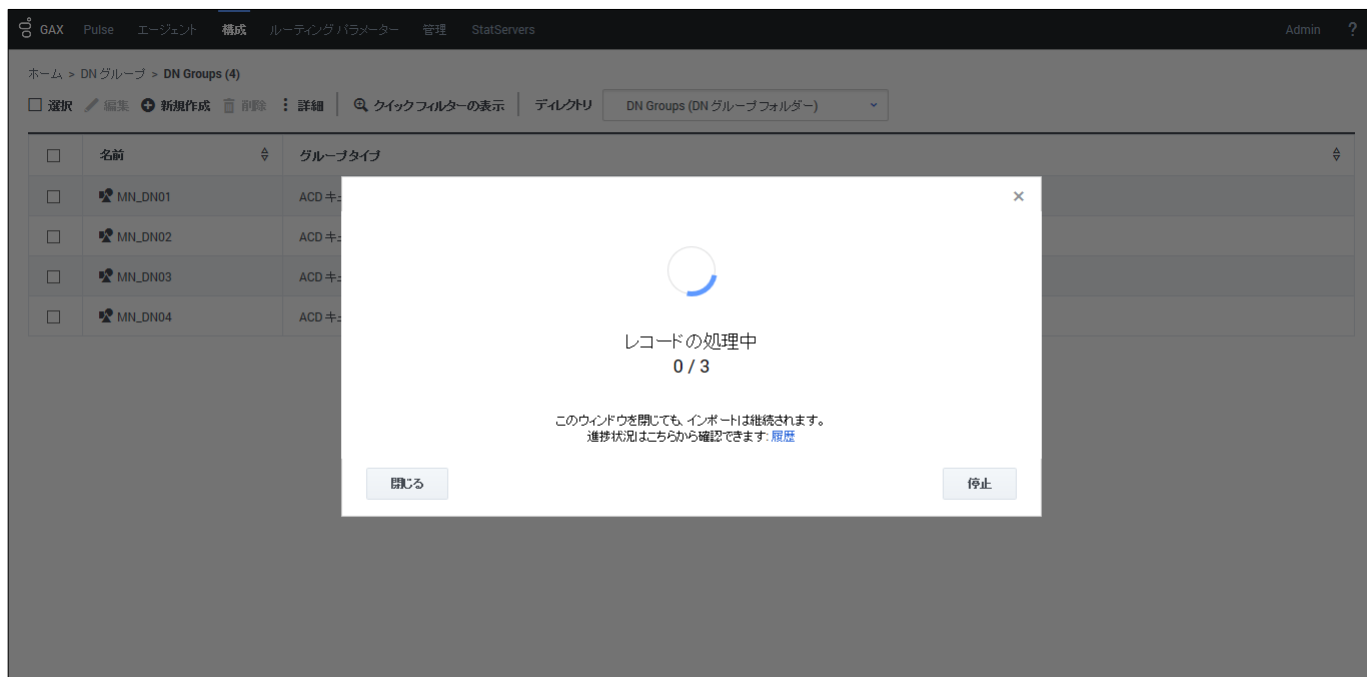 GAX Pulse エージェント 構成 ルーティング パラメーター 管理 StatServers Admin ?
ホーム > DN グループ > DN Groups (4)
選択 編集 新規作成 削除 詳細 クイック フィルターの表示 ディレクトリ DN Groups (DN グループ フォルダー)
名前 グループ タイプ
MN_DN01 ACD キュ
MN_DN02 ACD キュ
MN_DN03 ACD キュ
MN_DN04 ACD キュ
レコードの処理中
0 / 3
このウィンドウを閉じても、インポートは継続されます。
進捗状況はこちらから確認できます: 履歴
閉じる 停止